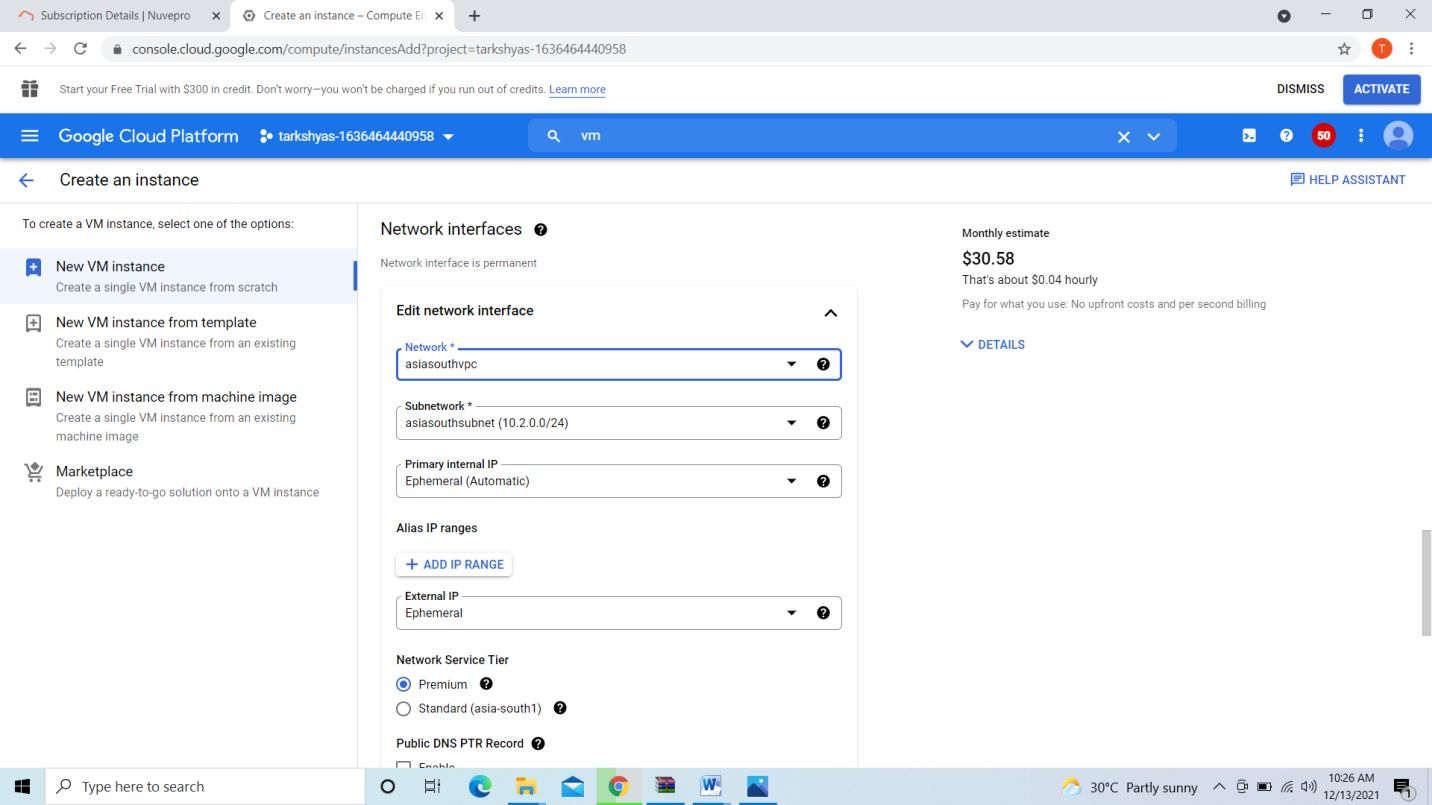 Subscription Details | Nuvepro
Create an instance – Compute En
console.cloud.google.com/compute/instancesAdd?project=tarkshyas-1636464440958
T
Start your Free Trial with $300 in credit. Don't worry—you won't be charged if you run out of credits. Learn more
DISMISS
ACTIVATE
Google Cloud Platform
tarkshyas-1636464440958
vm
50
Create an instance
HELP ASSISTANT
To create a VM instance, select one of the options:
New VM instance
Create a single VM instance from scratch
New VM instance from template
Create a single VM instance from an existing
template
New VM instance from machine image
Create a single VM instance from an existing
machine image
Marketplace
Deploy a ready-to-go solution onto a VM instance
Network interfaces
Network interface is permanent
Edit network interface
Network *
asiasouthvpc
Subnetwork *
asiasouthsubnet (10.2.0.0/24)
Primary internal IP
Ephemeral (Automatic)
Alias IP ranges
ADD IP RANGE
External IP
Ephemeral
Network Service Tier
Premium
Standard (asia-south1)
Public DNS PTR Record
Enable
Monthly estimate
$30.58
That's about $0.04 hourly
Pay for what you use: No upfront costs and per second billing
DETAILS
Type here to search
30°C Partly sunny
10:26 AM
12/13/2021
1